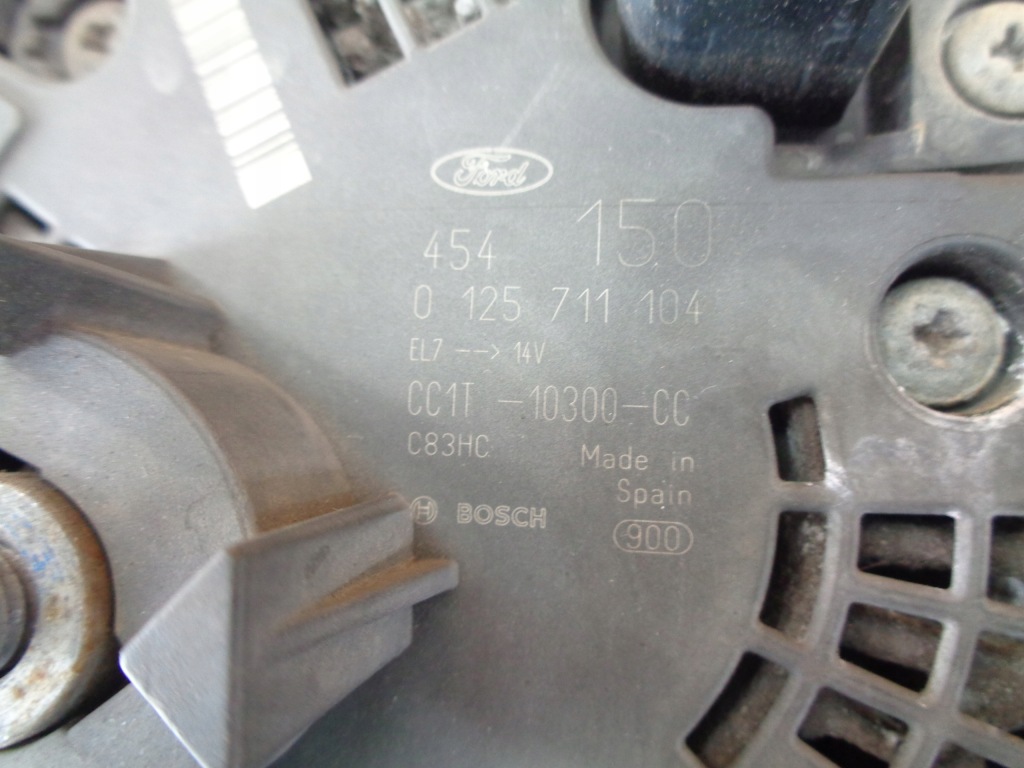 Ford
454 150
0 125 711 104
EL7 --> 14V
CC1T -10300-CC
C83HC Made in
Spain
BOSCH
900